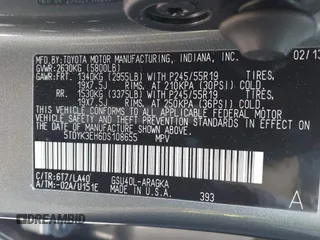 MFD. BY: TOYOTA MOTOR MANUFACTURING, INDIANA, INC. 02/13
GVWR: 2630KG (5800LB)
GAWR: FRT. 1340KG (2955LB) WITH P245/55R19 TIRES,
19X7.5J RIMS, AT 210KPA (30PSI) COLD
RR. 1530KG (3375LB) WITH P245/55R19 TIRES,
19X7.5J RIMS, AT 250KPA (36PSI) COLD
THIS VEHICLE CONFORMS TO ALL APPLICABLE FEDERAL MOTOR VEHICLE
SAFETY AND THEFT PREVENTION STANDARDS IN EFFECT ON THE
DATE OF MANUFACTURE SHOWN ABOVE.
5TDYK3EH6DS108655 MPV
C/TR: 6T7/LA40 GSU40L-ARAGKA
A/TM: -02A/U151E MADE IN U.S.A.
393 A
DREAMBID